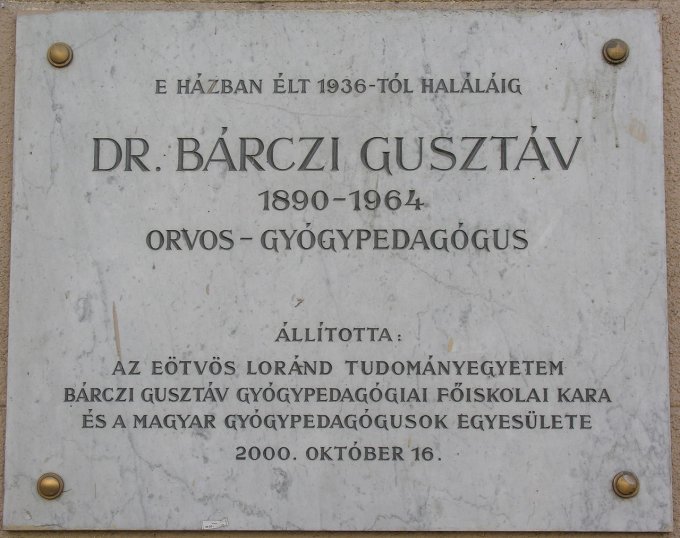 E HÁZBAN ÉLT 1936-TÓL HALÁLÁIG
DR. BÁRCZI GUSZTÁV
1890-1964
ORVOS-GYÓGYPEDAGÓGUS
ÁLLÍTOTTA:
AZ EÖTVÖS LORÁND TUDOMÁNYEGYETEM
BÁRCZI GUSZTÁV GYÓGYPEDAGÓGIAI FŐISKOLAI KARA
ÉS A MAGYAR GYÓGYPEDAGÓGUSOK EGYESÜLETE
2000. OKTÓBER 16.